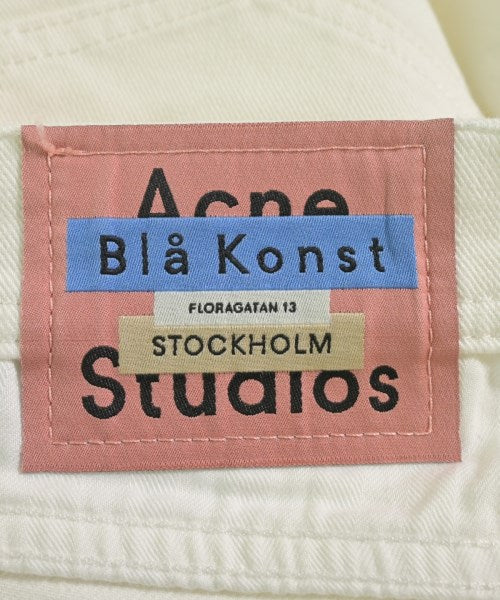 Acne
Blå Konst
FLORAGATAN 13
STOCKHOLM
Studios